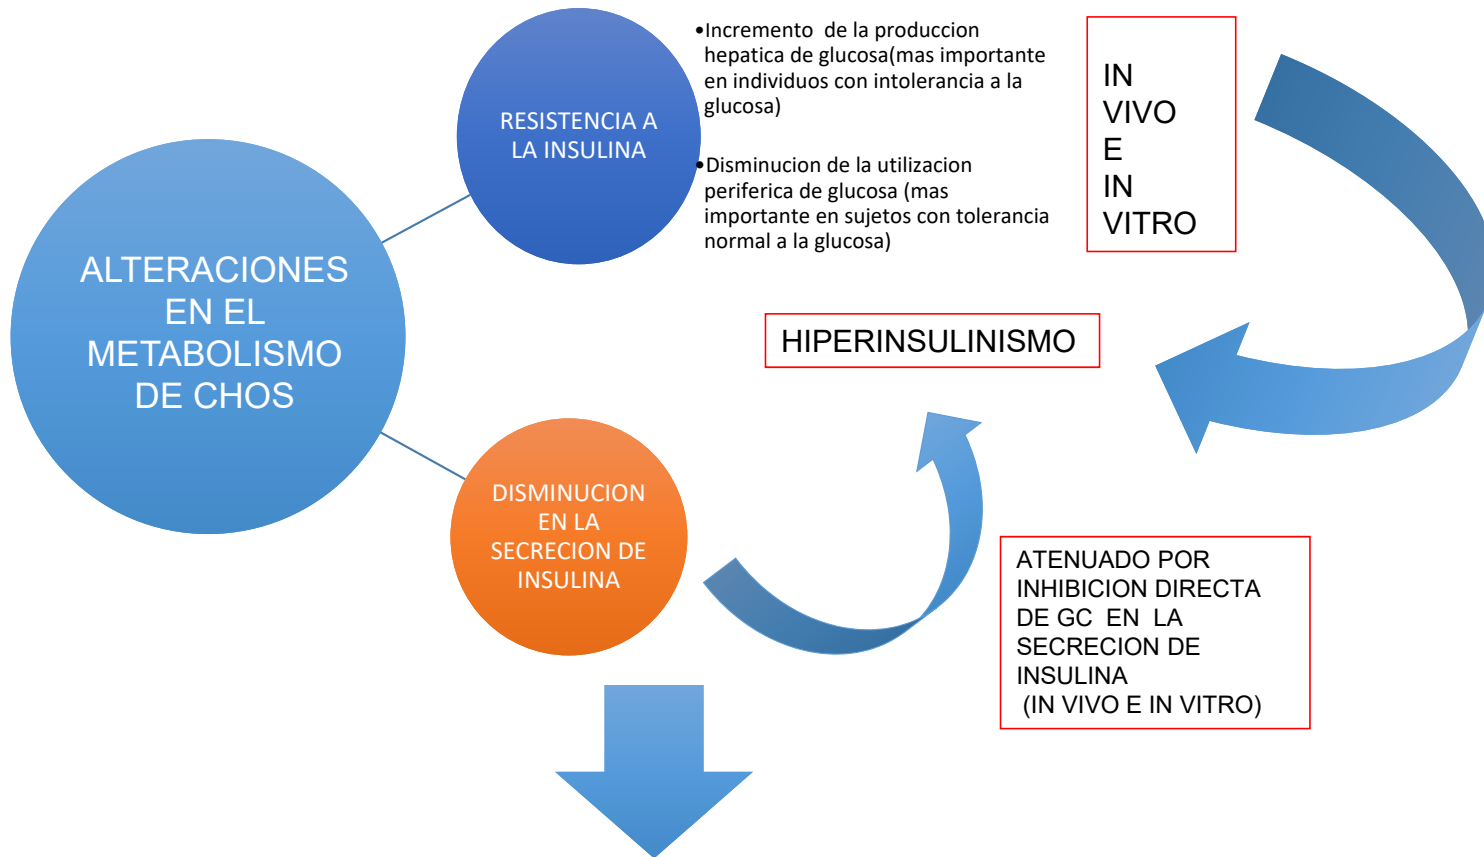 ALTERACIONES
EN EL
METABOLISMO
DE CHOS
RESISTENCIA A
LA INSULINA
•Incremento de la produccion
hepatica de glucosa(mas importante
en individuos con intolerancia a la
glucosa)
•Disminucion de la utilizacion
periferica de glucosa (mas
importante en sujetos con tolerancia
normal a la glucosa)
IN
VIVO
E
IN
VITRO
HIPERINSULINISMO
DISMINUCION
EN LA
SECRECION DE
INSULINA
ATENUADO POR
INHIBICION DIRECTA
DE GC EN LA
SECRECION DE
INSULINA
(IN VIVO E IN VITRO)